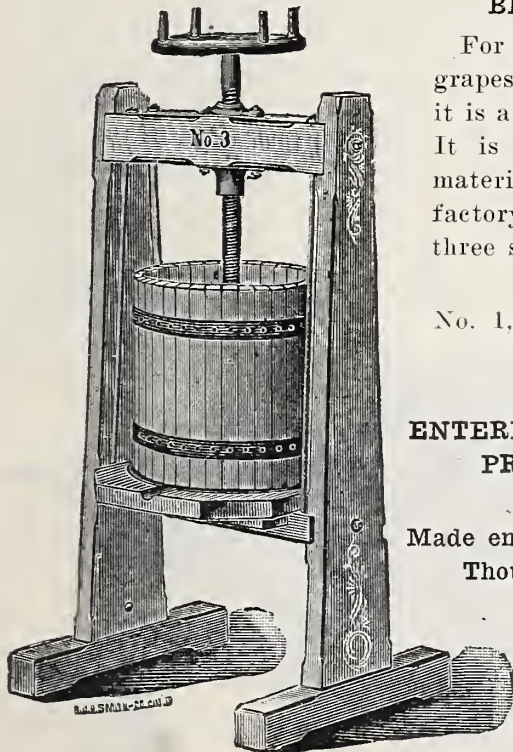 For
grapes
it is a
It is
materi
factory
three s
No. 1,
ENTERI
PR
Made en
Thou
No 3